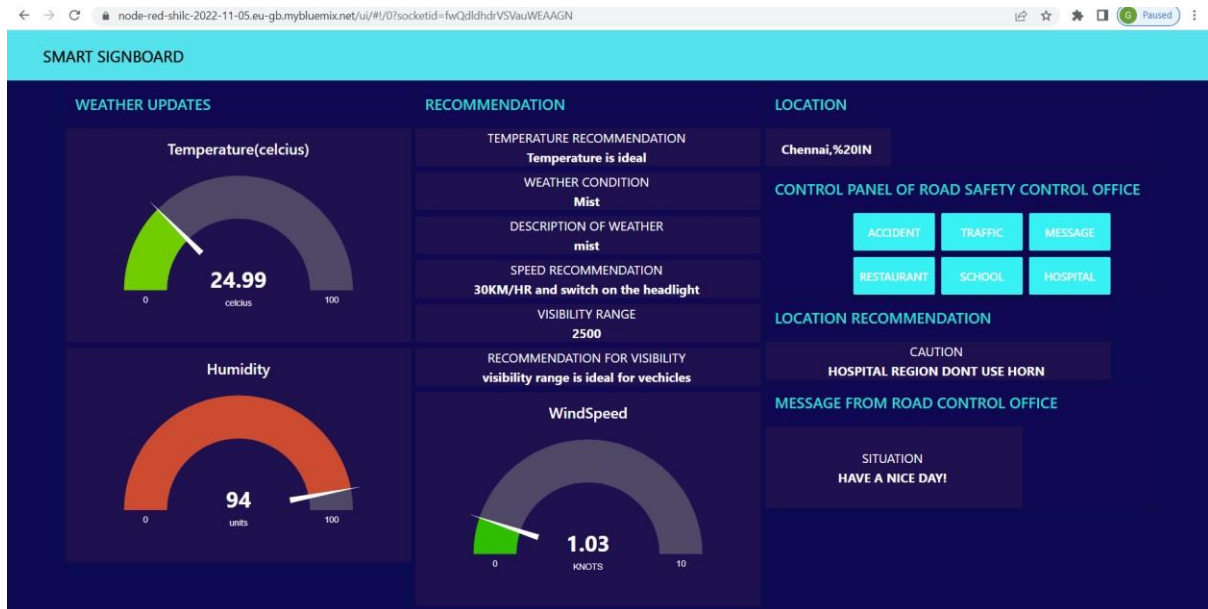 node-red-shilc-2022-11-05.eu-gb.mybluemix.net/ui/#!/0?socketid=fwQdldhdrVSVauWEAAGN
G
Paused
SMART SIGNBOARD
WEATHER UPDATES
Temperature(celcius)
24.99
celcius
0
100
Humidity
94
units
0
100
RECOMMENDATION
TEMPERATURE RECOMMENDATION
Temperature is ideal
WEATHER CONDITION
Mist
DESCRIPTION OF WEATHER
mist
SPEED RECOMMENDATION
30KM/HR and switch on the headlight
VISIBILITY RANGE
2500
RECOMMENDATION FOR VISIBILITY
visibility range is ideal for vechicles
WindSpeed
1.03
KNOTS
0
10
LOCATION
Chennai,%20IN
CONTROL PANEL OF ROAD SAFETY CONTROL OFFICE
ACCIDENT TRAFFIC MESSAGE
RESTAURANT SCHOOL HOSPITAL
LOCATION RECOMMENDATION
CAUTION
HOSPITAL REGION DONT USE HORN
MESSAGE FROM ROAD CONTROL OFFICE
SITUATION
HAVE A NICE DAY!